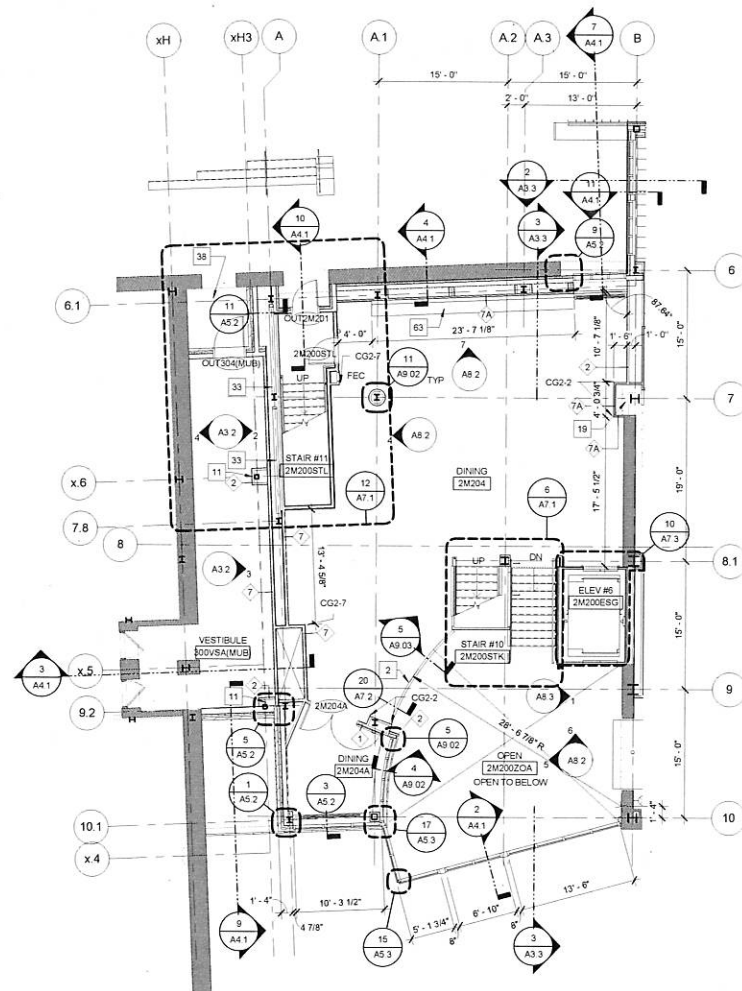 7
A4.1
xH
xH3
A
A.1
A.2
A.3
B
15' - 0"
15' - 0"
2' - 0"
13' - 0"
2
A3.3
11
A4.1
10
A4.1
4
A4.1
3
A3.3
9
A5.2
38
6
6.1
11
A5.2
OUT2M201
7A
87.64°
63
4' - 0"
23' - 7 1/8"
10' - 7 1/8"
15' - 0"
1' - 6"
1' - 0"
OUT304(MUB)
2M200STL
CG2-7
7
A8.2
11
A9.02
TYP
UP
FEC
2
CG2-2
33
7
7A
4' - 0 3/4"
19
7A
4
A3.2
2
4
A8.2
33
STAIR #11
2M200STL
DINING
2M204
11
2
x.6
12
A7.1
6
A7.1
17' - 5 1/2"
19' - 0"
7.8
10
A7.3
8
7
8.1
13' - 4 5/8"
UP
DN
A3.2
3
ELEV #6
2M200ESG
7
CG2-7
7
5
A9.03
STAIR #10
2M200STK
VESTIBULE
300VSA(MUB)
15' - 0"
3
A4.1
x.5
2
20
A7.2
2
A8.3
1
9
11
CG2-2
9.2
2M204A
2
28' - 6 7/8" R
5
A5.2
1
5
A9.02
6
A8.2
5
DINING
2M204A
OPEN
2M200ZOA
OPEN TO BELOW
15' - 0"
4
A9.02
1
A5.2
3
A5.2
2
A4.1
1' - 4"
10.1
17
A5.3
10
x.4
13' - 6"
1' - 4"
10' - 3 1/2"
6' - 10"
4 7/8"
5' - 1 3/4"
8"
8"
9
A4.1
15
A5.3
3
A3.3